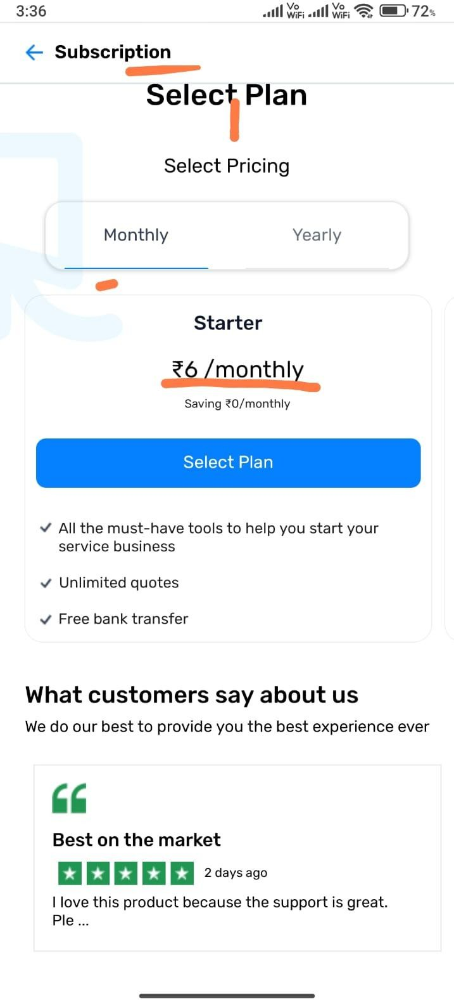 3:36
Vo WiFi Vo WiFi 72%
Subscription
Select Plan
Select Pricing
Monthly Yearly
Starter
₹6 /monthly
Saving ₹0/monthly
Select Plan
All the must-have tools to help you start your
service business
Unlimited quotes
Free bank transfer
What customers say about us
We do our best to provide you the best experience ever
Best on the market
2 days ago
I love this product because the support is great.
Ple ...